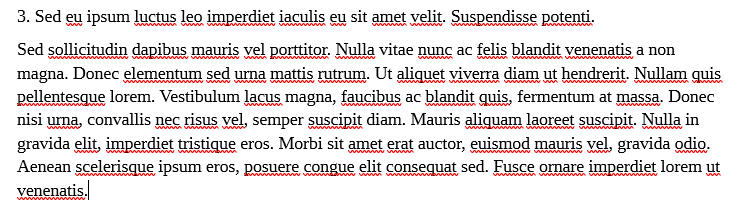 3. Sed eu ipsum luctus leo imperdiet iaculis eu sit amet velit. Suspendisse potenti.
Sed sollicitudin dapibus mauris vel porttitor. Nulla vitae nunc ac felis blandit venenatis a non
magna. Donec elementum sed urna mattis rutrum. Ut aliquet viverra diam ut hendrerit. Nullam quis
pellentesque lorem. Vestibulum lacus magna, faucibus ac blandit quis, fermentum at massa. Donec
nisi urna, convallis nec risus vel, semper suscipit diam. Mauris aliquam laoreet suscipit. Nulla in
gravida elit, imperdiet tristique eros. Morbi sit amet erat auctor, euismod mauris vel, gravida odio.
Aenean scelerisque ipsum eros, posuere congue elit consequat sed. Fusce ornare imperdiet lorem ut
venenatis.